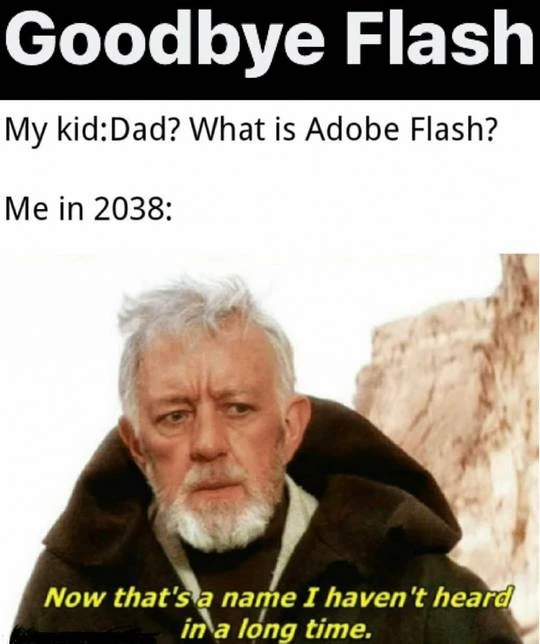 Goodbye Flash
My kid:Dad? What is Adobe Flash?
Me in 2038:
Now that's a name I haven't heard
in a long time.